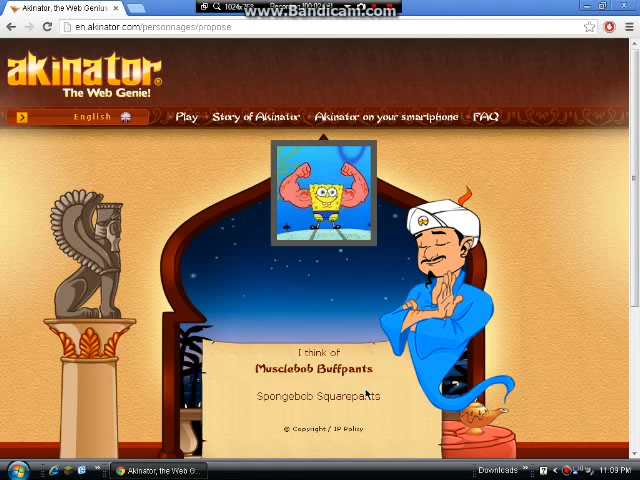 www.Bandicam.com
Akinator, the Web Genie
1024x768
en.akinator.com/personnages/propose
akinator
The Web Genie!
English
Play
Story of Akinator
Akinator on your smartphone
FAQ
I think of
Musclebob Buffpants
Spongebob Squarepants
© Copyright / IP Policy
Akinator, the Web G...
Downloads
11:09 PM